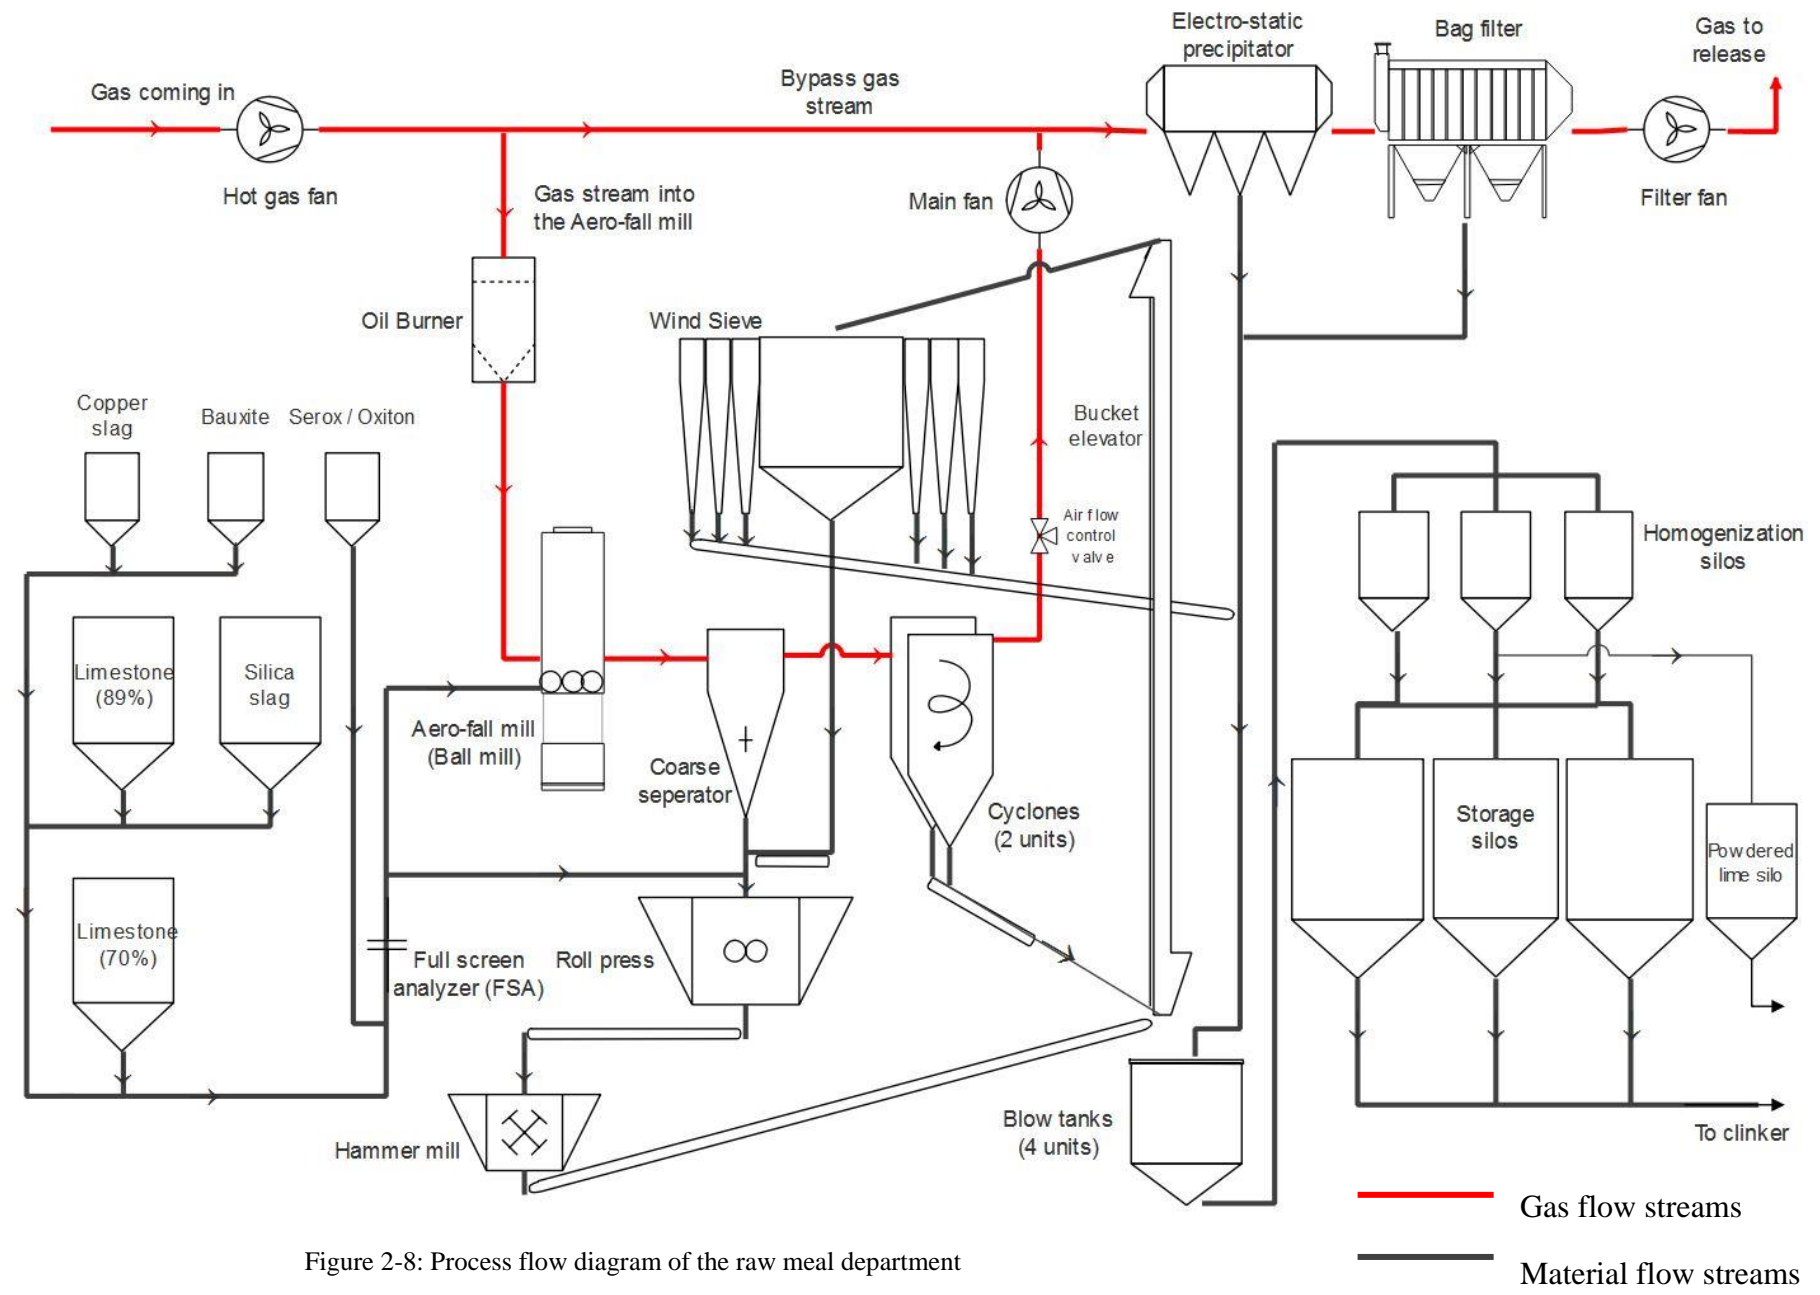 Electro-static
precipitator
Bag filter
Gas to
release
Gas coming in
Bypass gas
stream
Hot gas fan
Gas stream into
the Aero-fall mill
Main fan
Filter fan
Oil Burner
Wind Sieve
Copper
slag
Bauxite
Serox / Oxiton
Bucket
elevator
Air flow
control
valve
Homogenization
silos
Limestone
(89%)
Silica
slag
Aero-fall mill
(Ball mill)
Coarse
seperator
Cyclones
(2 units)
Storage
silos
Powdered
lime silo
Limestone
(70%)
Full screen
analyzer (FSA)
Roll press
Hammer mill
Blow tanks
(4 units)
To clinker
Gas flow streams
Material flow streams
Figure 2-8: Process flow diagram of the raw meal department